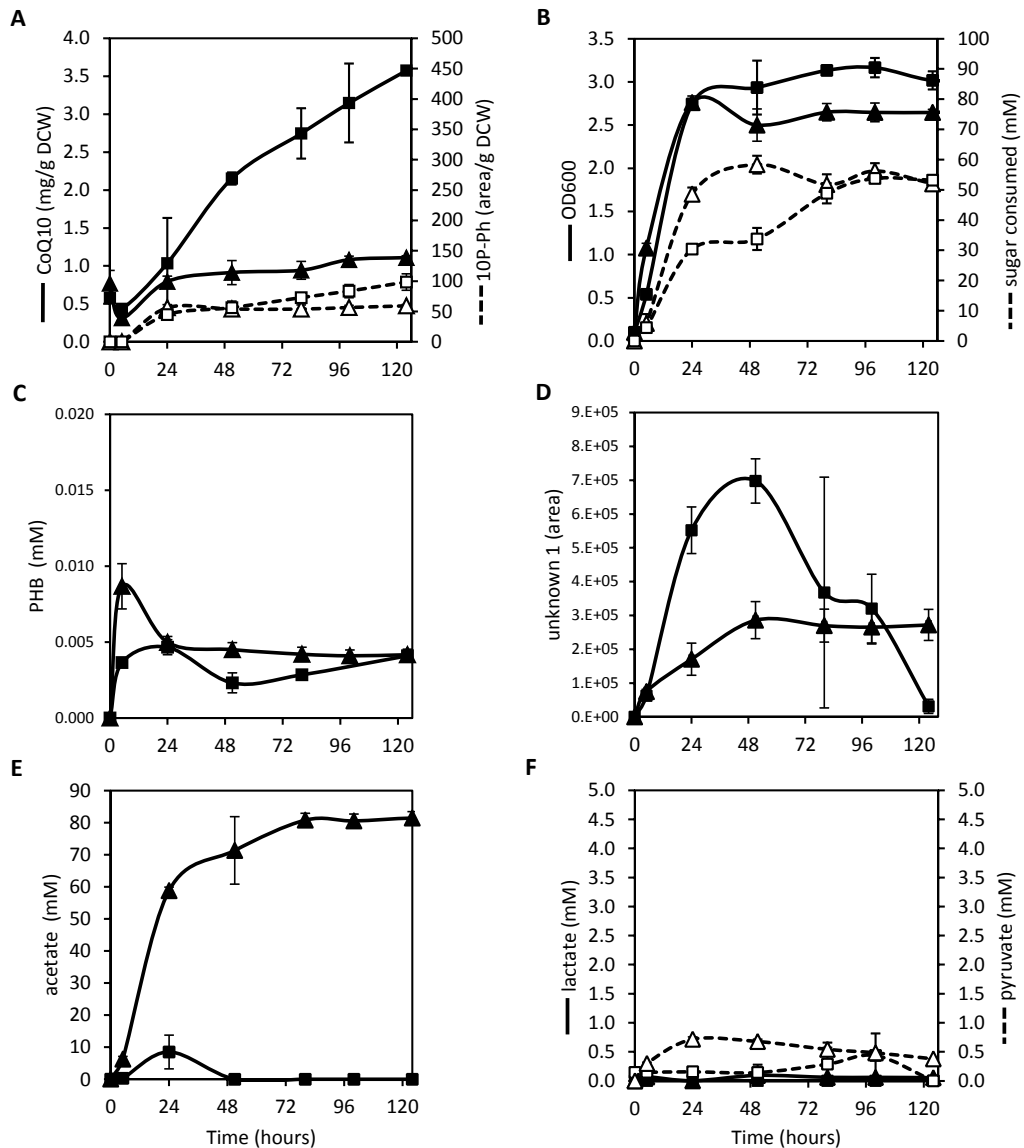 A
CoQ10 (mg/g DCW)
4.0
3.5
3.0
2.5
2.0
1.5
1.0
0.5
0.0
500
450
400
350
300
250
200
150
100
50
0
10P-Ph (area/g DCW)
0 24 48 72 96 120
B
OD600
3.5
3.0
2.5
2.0
1.5
1.0
0.5
0.0
100
90
80
70
60
50
40
30
20
10
0
sugar consumed (mM)
0 24 48 72 96 120
C
PHB (mM)
0.020
0.015
0.010
0.005
0.000
0 24 48 72 96 120
D
unknown 1 (area)
9.E+05
8.E+05
7.E+05
6.E+05
5.E+05
4.E+05
3.E+05
2.E+05
1.E+05
0.E+00
0 24 48 72 96 120
E
acetate (mM)
90
80
70
60
50
40
30
20
10
0
0 24 48 72 96 120
Time (hours)
F
lactate (mM)
5.0
4.5
4.0
3.5
3.0
2.5
2.0
1.5
1.0
0.5
0.0
5.0
4.5
4.0
3.5
3.0
2.5
2.0
1.5
1.0
0.5
0.0
pyruvate (mM)
0 24 48 72 96 120
Time (hours)